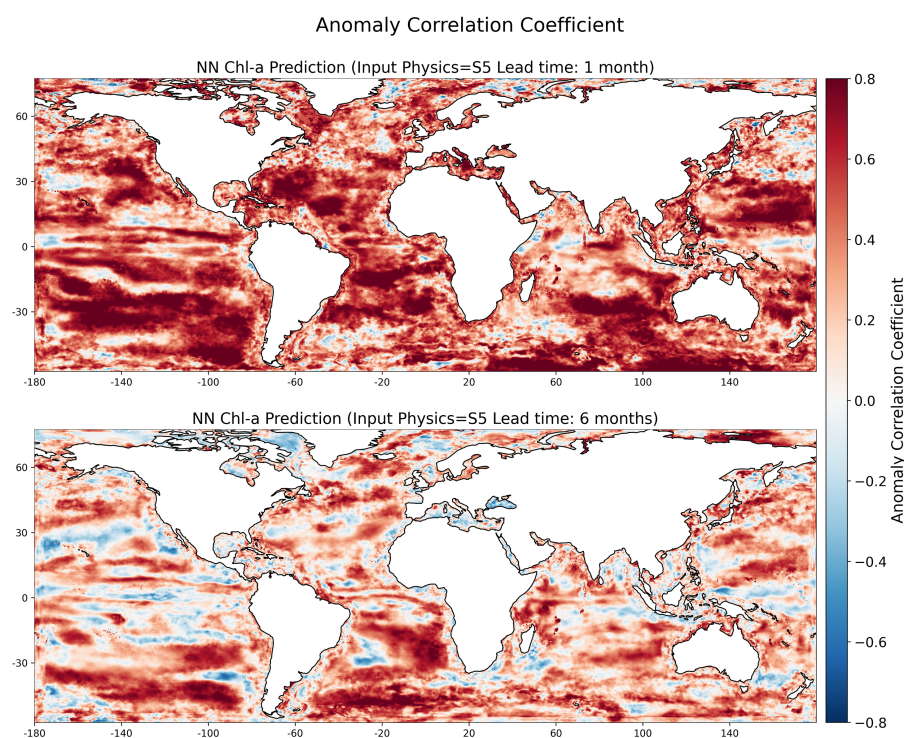 Anomaly Correlation Coefficient
NN Chl-a Prediction (Input Physics=S5 Lead time: 1 month)
60
30
0
-30
-180 -140 -100 -60 -20 20 60 100 140
NN Chl-a Prediction (Input Physics=S5 Lead time: 6 months)
60
30
0
-30
-180 -140 -100 -60 -20 20 60 100 140
0.8
0.6
0.4
0.2
0.0
−0.2
−0.4
−0.6
−0.8
Anomaly Correlation Coefficient